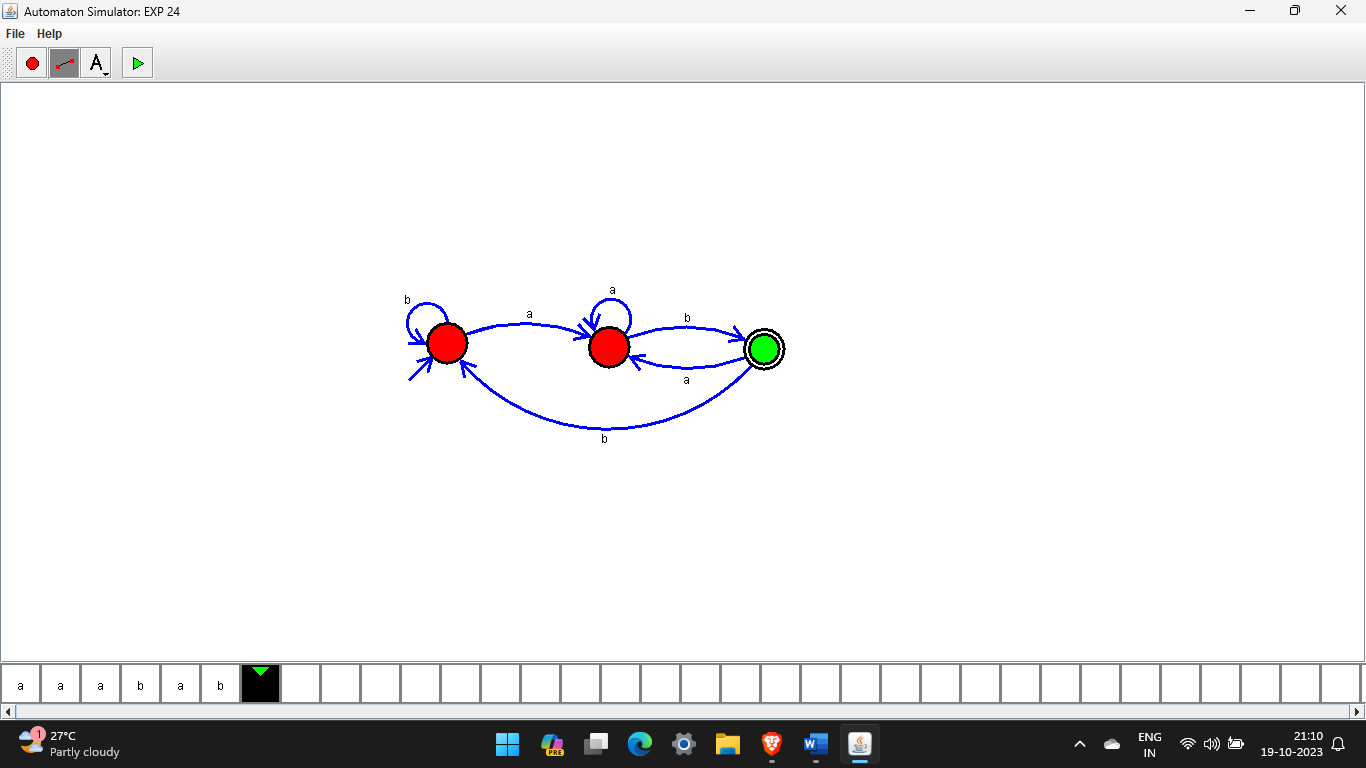 Automaton Simulator: EXP 24
File Help
A
b
a
a
b
a
b
a a a b a b
1
27°C
Partly cloudy
PRE
W
ENG
IN
21:10
19-10-2023